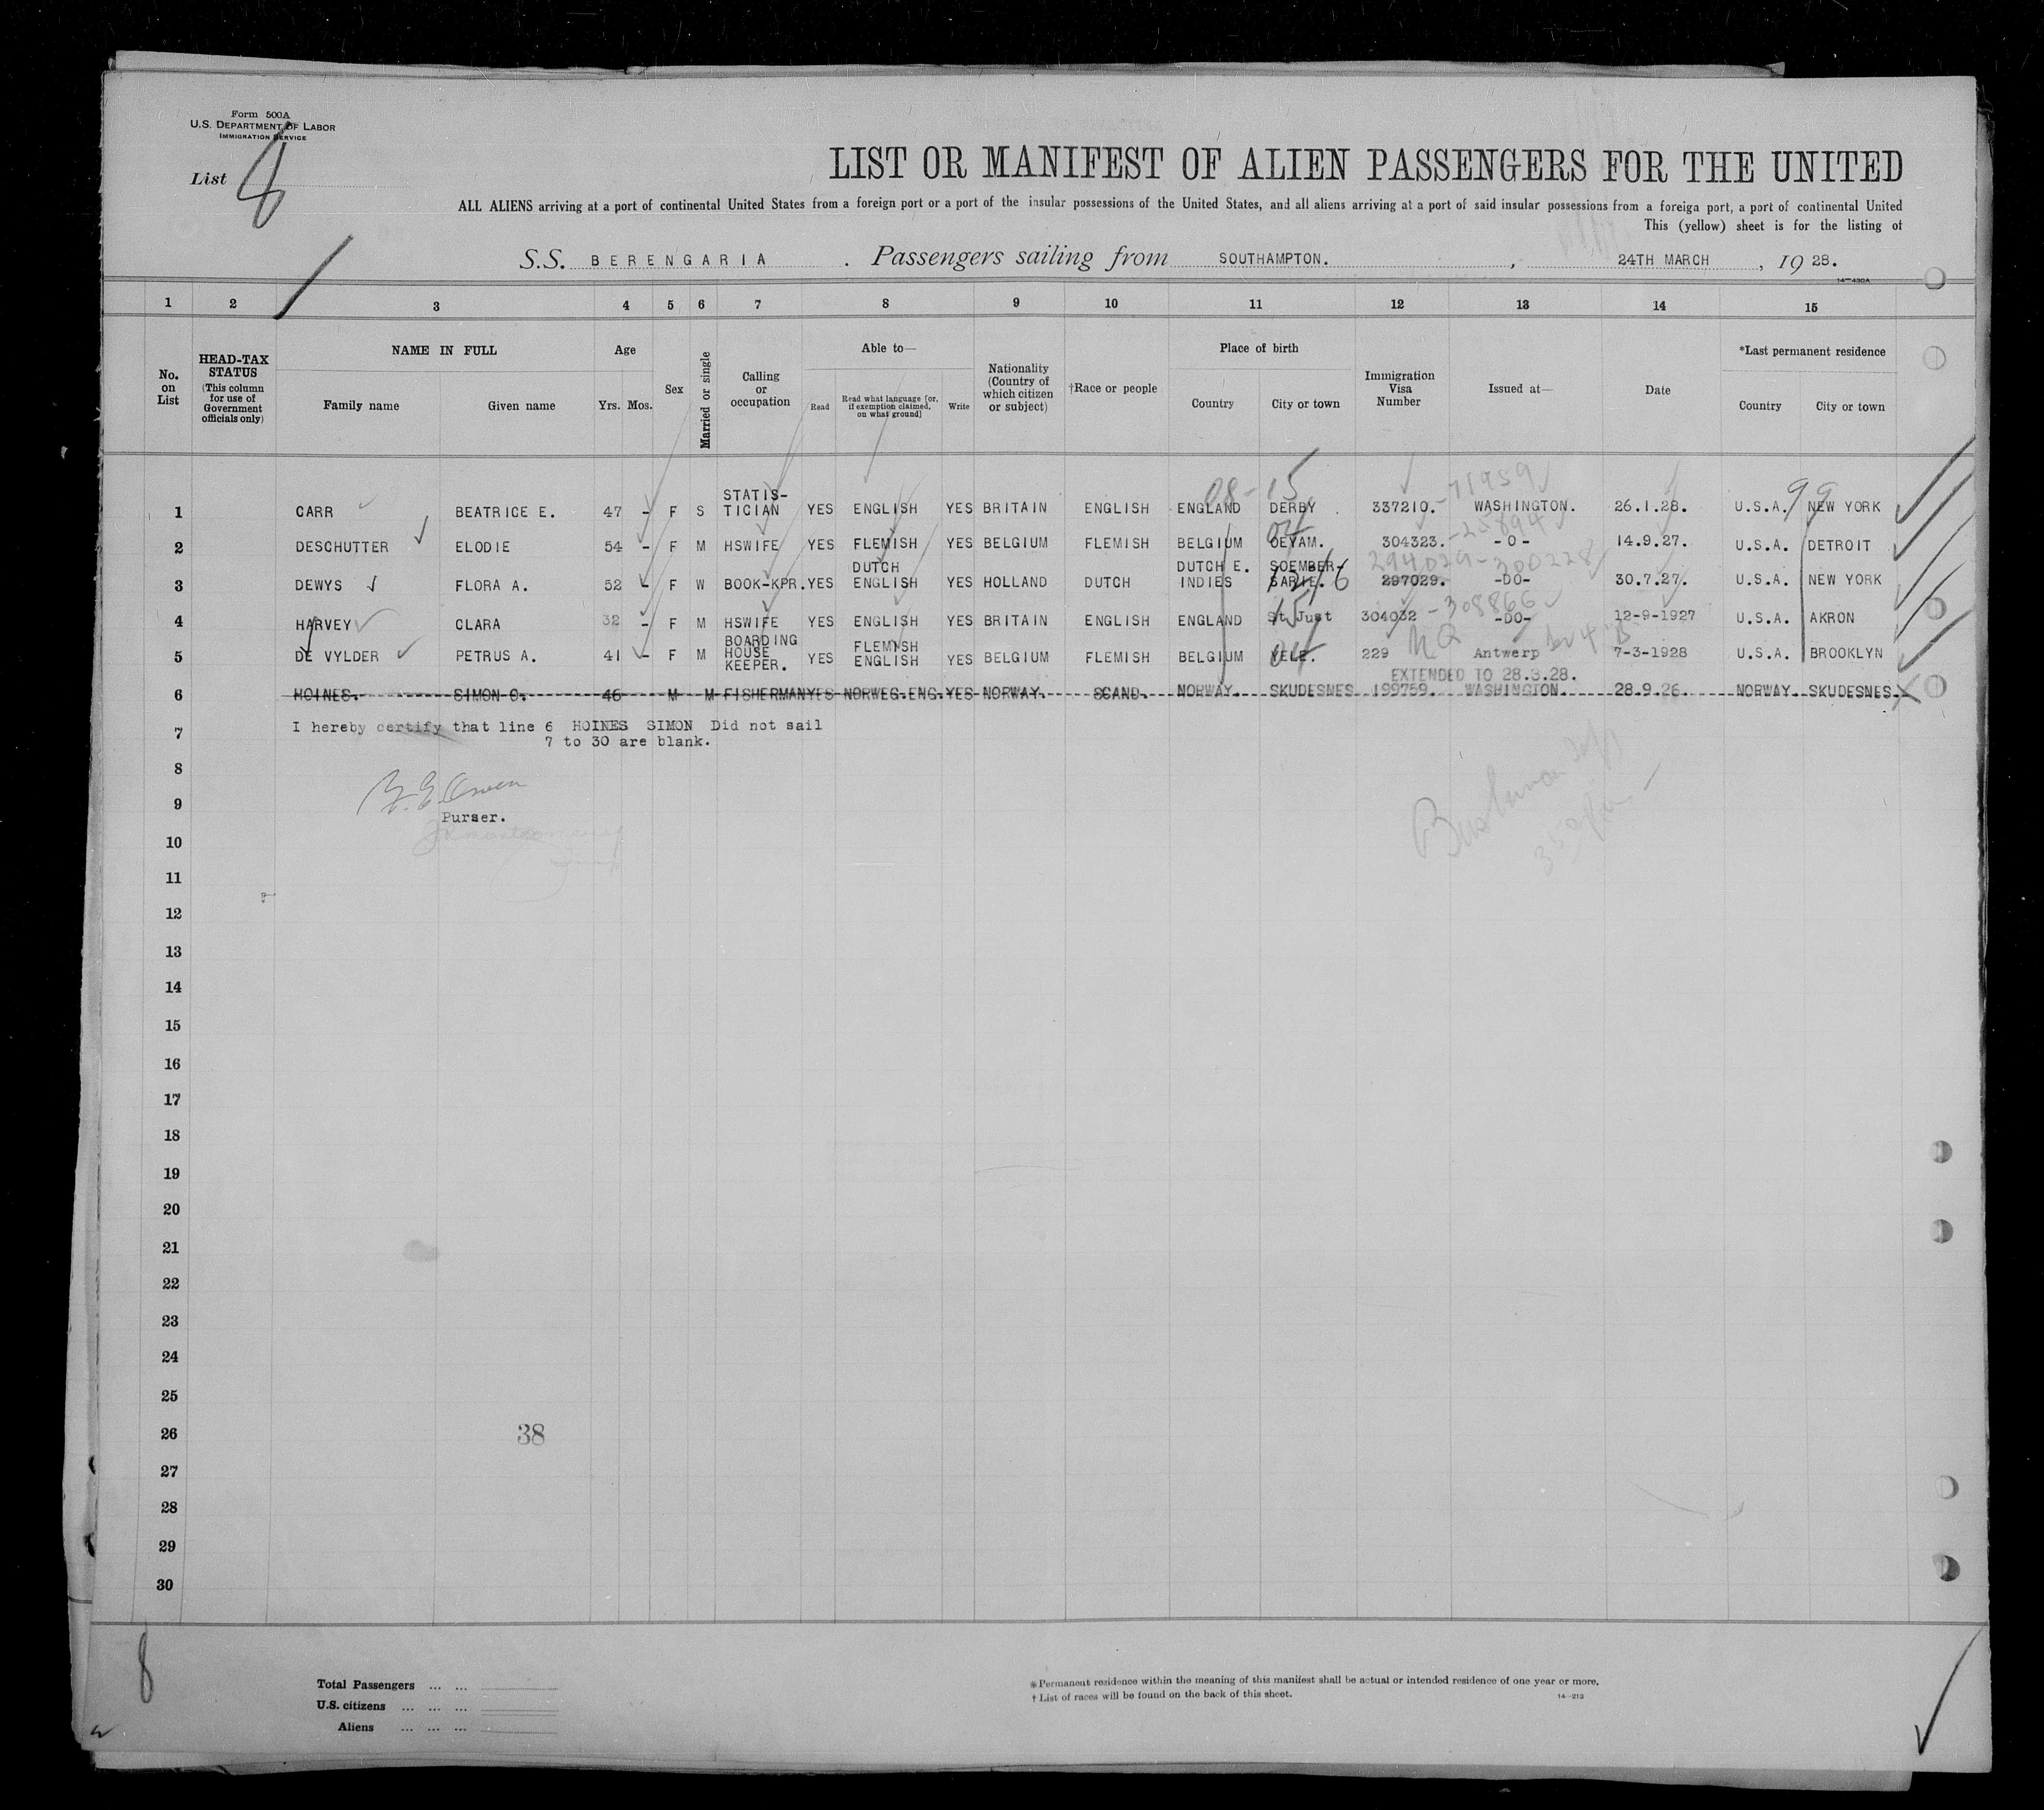 Form 500A
U.S. DEPARTMENT OF LABOR
IMMIGRATION SERVICE
List 8
LIST OR MANIFEST OF ALIEN PASSENGERS FOR THE UNITED
ALL ALIENS arriving at a port of continental United States from a foreign port or a port of the insular possessions of the United States, and all aliens arriving at a port of said insular possessions from a foreign port, a port of continental United
This (yellow) sheet is for the listing of
S.S. BERENGARIA. Passengers sailing from SOUTHAMPTON. , 24TH MARCH , 19 28.
14-430A
1 2 3 4 5 6 7 8 9 10 11 12 13 14 15
No. on List
HEAD-TAX STATUS (This column for use of Government officials only)
NAME IN FULL
Family name Given name
Age
Yrs. Mos.
Sex
Married or single
Calling or occupation
Able to—
Read
Read what language [or, if exemption claimed, on what ground]
Write
Nationality (Country of which citizen or subject)
†Race or people
Place of birth
Country City or town
Immigration Visa Number
Issued at—
Date
*Last permanent residence
Country City or town
08-15 -71959 99
1 CARR BEATRICE E. 47 - F S STATIS-TICIAN YES ENGLISH YES BRITAIN ENGLISH ENGLAND DERBY . 337210. WASHINGTON. 26.1.28. U.S.A. NEW YORK
04 -25894
2 DESCHUTTER ELODIE 54 - F M HSWIFE YES FLEMISH YES BELGIUM FLEMISH BELGIUM 304323. -O- 14.9.27. U.S.A. DETROIT
294029-300228
3 DEWYS FLORA A. 52 - F W BOOK-KPR. YES DUTCH ENGLISH YES HOLLAND DUTCH DUTCH E. INDIES SOEMBER- 297029. -DO- 30.7.27. U.S.A. NEW YORK
15 -308866
4 HARVEY CLARA 32 - F M HSWIFE YES ENGLISH YES BRITAIN ENGLISH ENGLAND St Just 304032 -DO- 12-9-1927 U.S.A. AKRON
04 NQ
5 DE VYLDER PETRUS A. 41 - F M BOARDING HOUSE KEEPER. YES FLEMISH ENGLISH YES BELGIUM FLEMISH BELGIUM 229 Antwerp 7-3-1928 U.S.A. BROOKLYN
EXTENDED TO 28.3.28.
6 HOINES. SIMON O. 46 M M FISHERMAN YES NORWEG.ENG. YES NORWAY. SCAND. NORWAY. SKUDESNES 199759. WASHINGTON. 28.9.26. NORWAY. SKUDESNES.
I hereby certify that line 6 HOINES SIMON Did not sail
7
7 to 30 are blank.
8
9
Purser.
10
11
12
13
14
15
16
17
18
19
20
21
22
23
24
25
26
38
27
28
29
30
8
Total Passengers ... ...
U.S. citizens ... ... ...
Aliens ... ... ...
*Permanent residence within the meaning of this manifest shall be actual or intended residence of one year or more.
† List of races will be found on the back of this sheet.
14-213